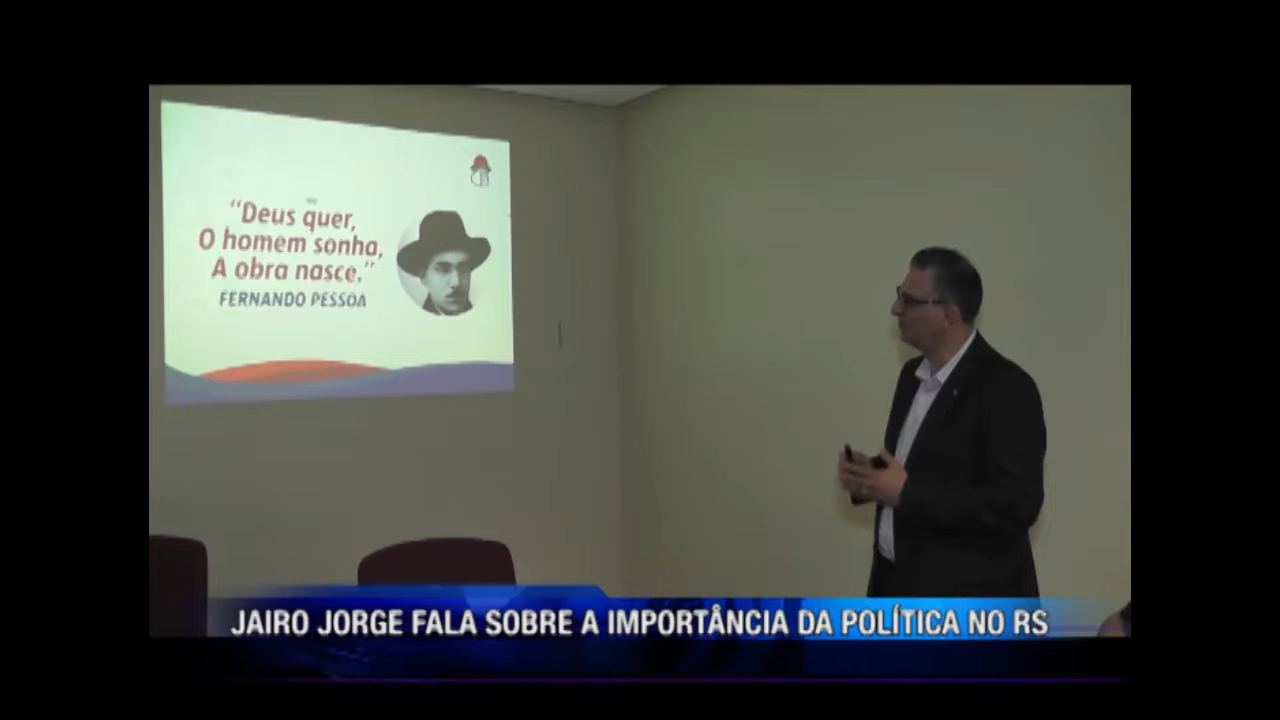 “Deus quer,
O homem sonha,
A obra nasce.”
FERNANDO PESSOA
JAIRO JORGE FALA SOBRE A IMPORTÂNCIA DA POLÍTICA NO RS